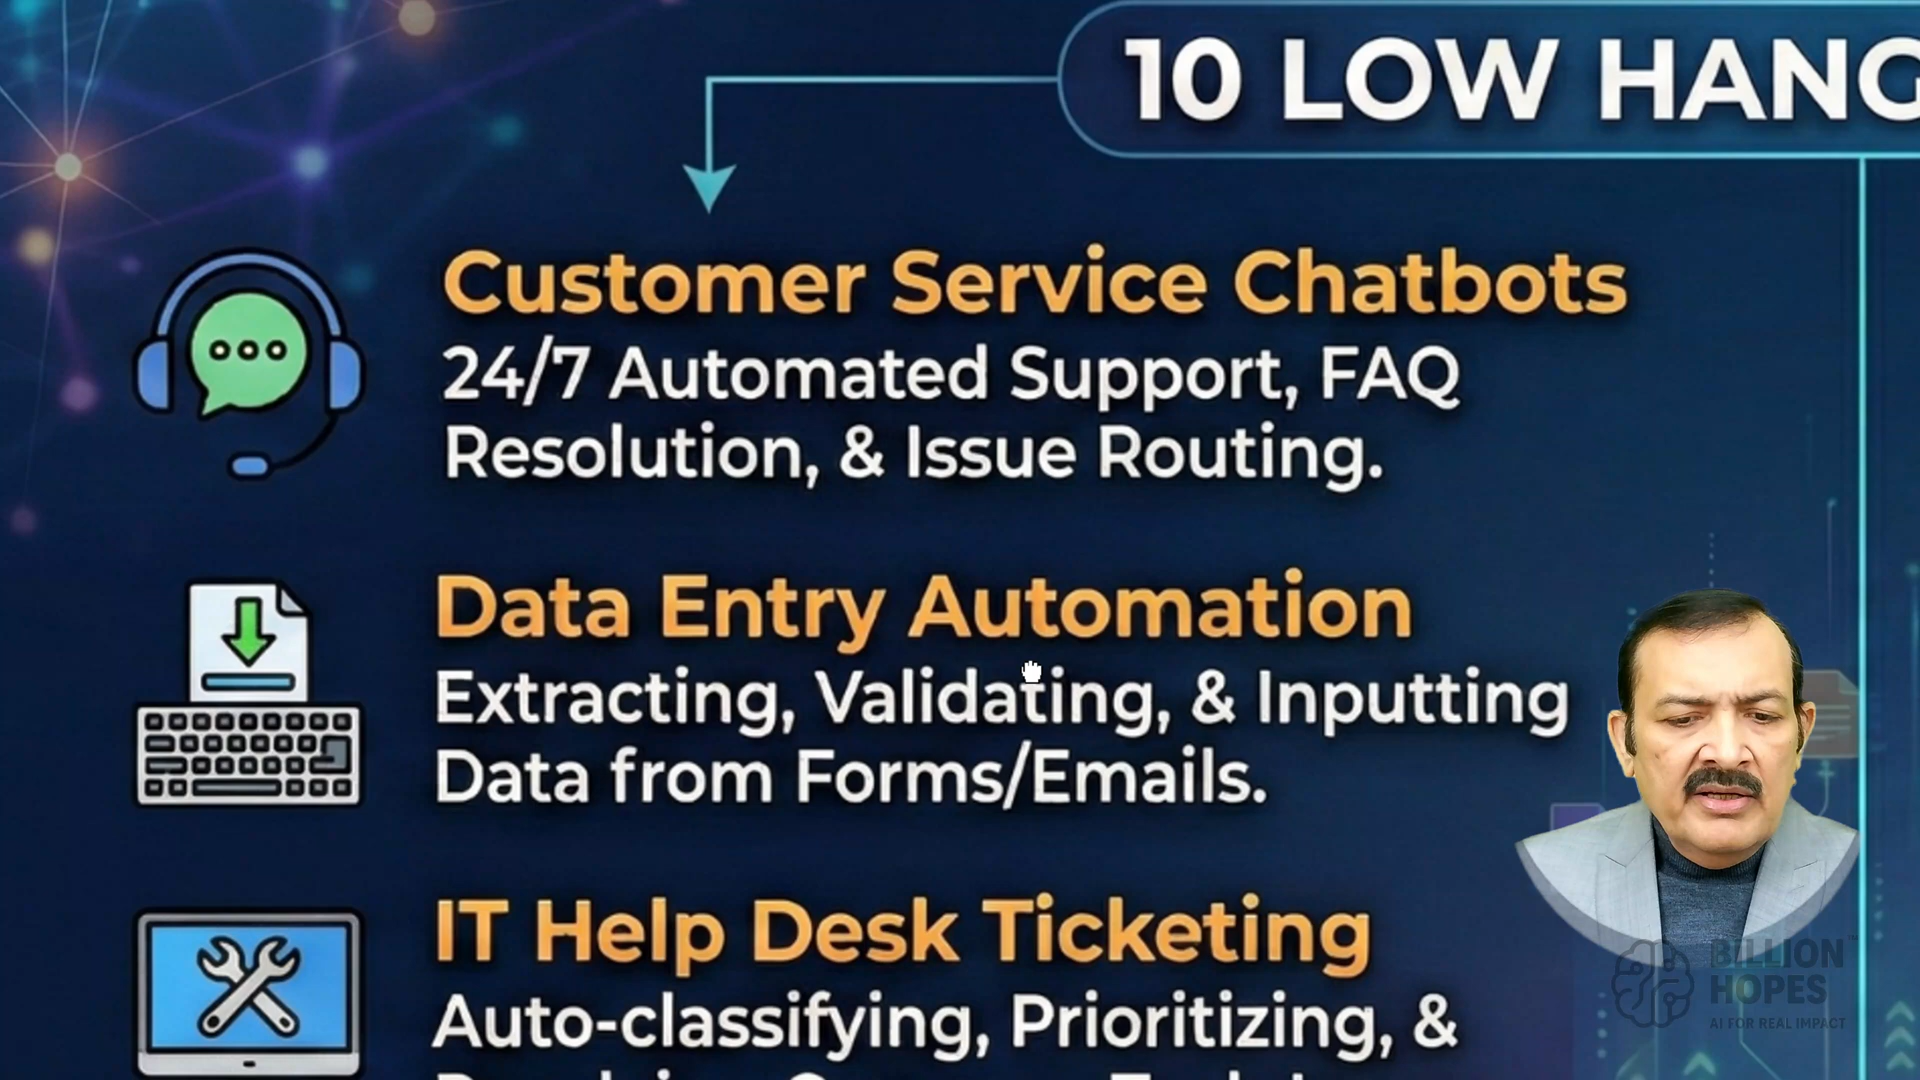 10 LOW HANG
Customer Service Chatbots
24/7 Automated Support, FAQ
Resolution, & Issue Routing.
Data Entry Automation
Extracting, Validating, & Inputting
Data from Forms/Emails.
IT Help Desk Ticketing
Auto-classifying, Prioritizing, &
BILLION
HOPES
AI FOR REAL IMPACT